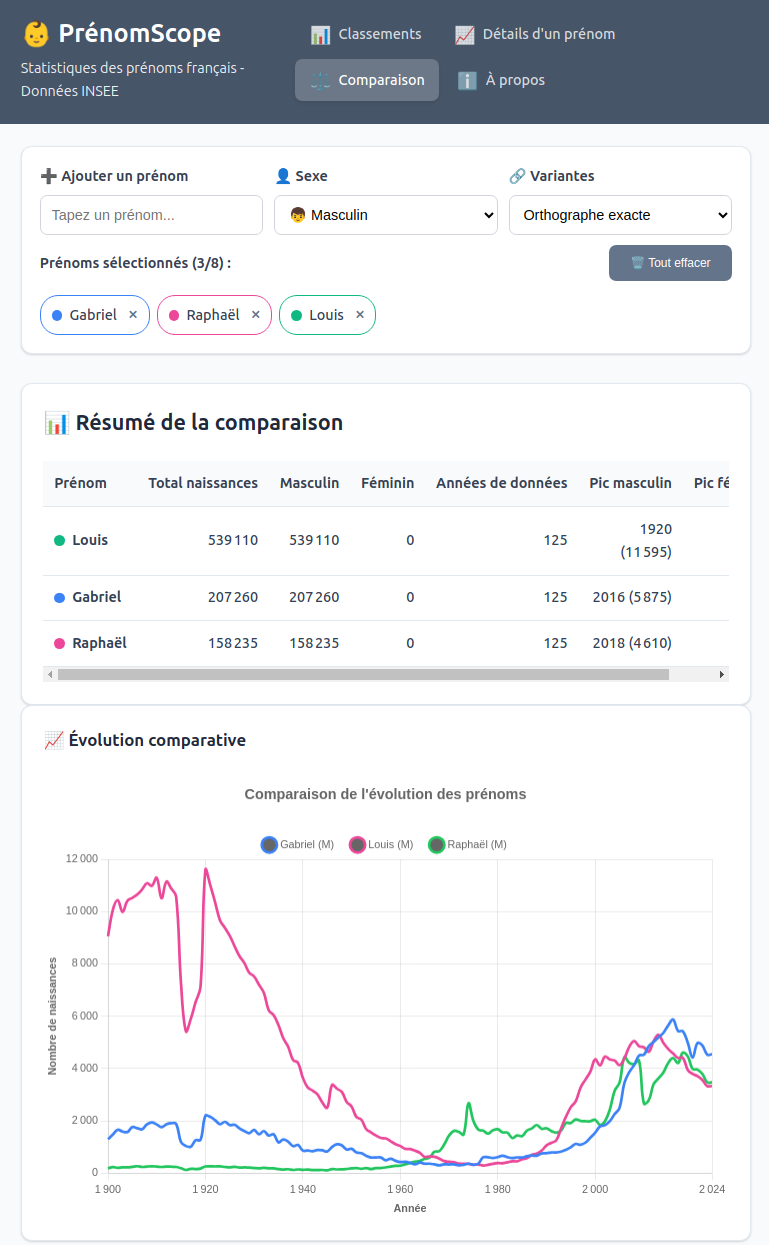 PrénomScope
Statistiques des prénoms français -
Données INSEE
Classements
Détails d'un prénom
Comparaison
À propos
Ajouter un prénom
Sexe
Variantes
Tapez un prénom...
Masculin
Orthographe exacte
Prénoms sélectionnés (3/8) :
Tout effacer
Gabriel ×
Raphaël ×
Louis ×
Résumé de la comparaison
Prénom Total naissances Masculin Féminin Années de données Pic masculin Pic fé
Louis 539 110 539 110 0 125 1920
(11 595)
Gabriel 207 260 207 260 0 125 2016 (5 875)
Raphaël 158 235 158 235 0 125 2018 (4 610)
Évolution comparative
Comparaison de l'évolution des prénoms
Gabriel (M) Louis (M) Raphaël (M)
12 000
10 000
8 000
6 000
4 000
2 000
0
Nombre de naissances
1 900 1 920 1 940 1 960 1 980 2 000 2 024
Année